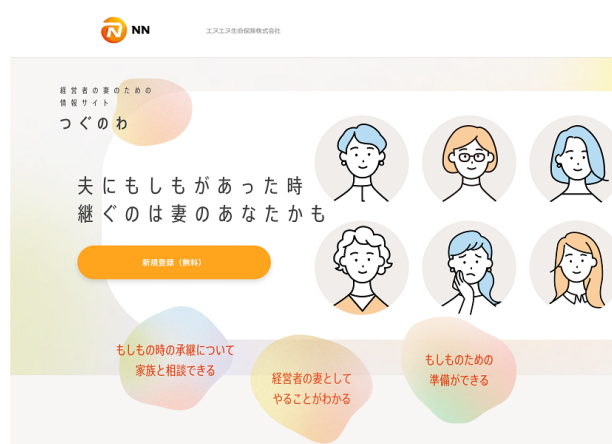 NN
エヌエヌ生命保険株式会社
経営者の妻のための
情報サイト
つぐのわ
夫にもしもがあった時
継ぐのは妻のあなたかも
新規登録（無料）
もしもの時の承継について
家族と相談できる
経営者の妻として
やることがわかる
もしものための
準備ができる